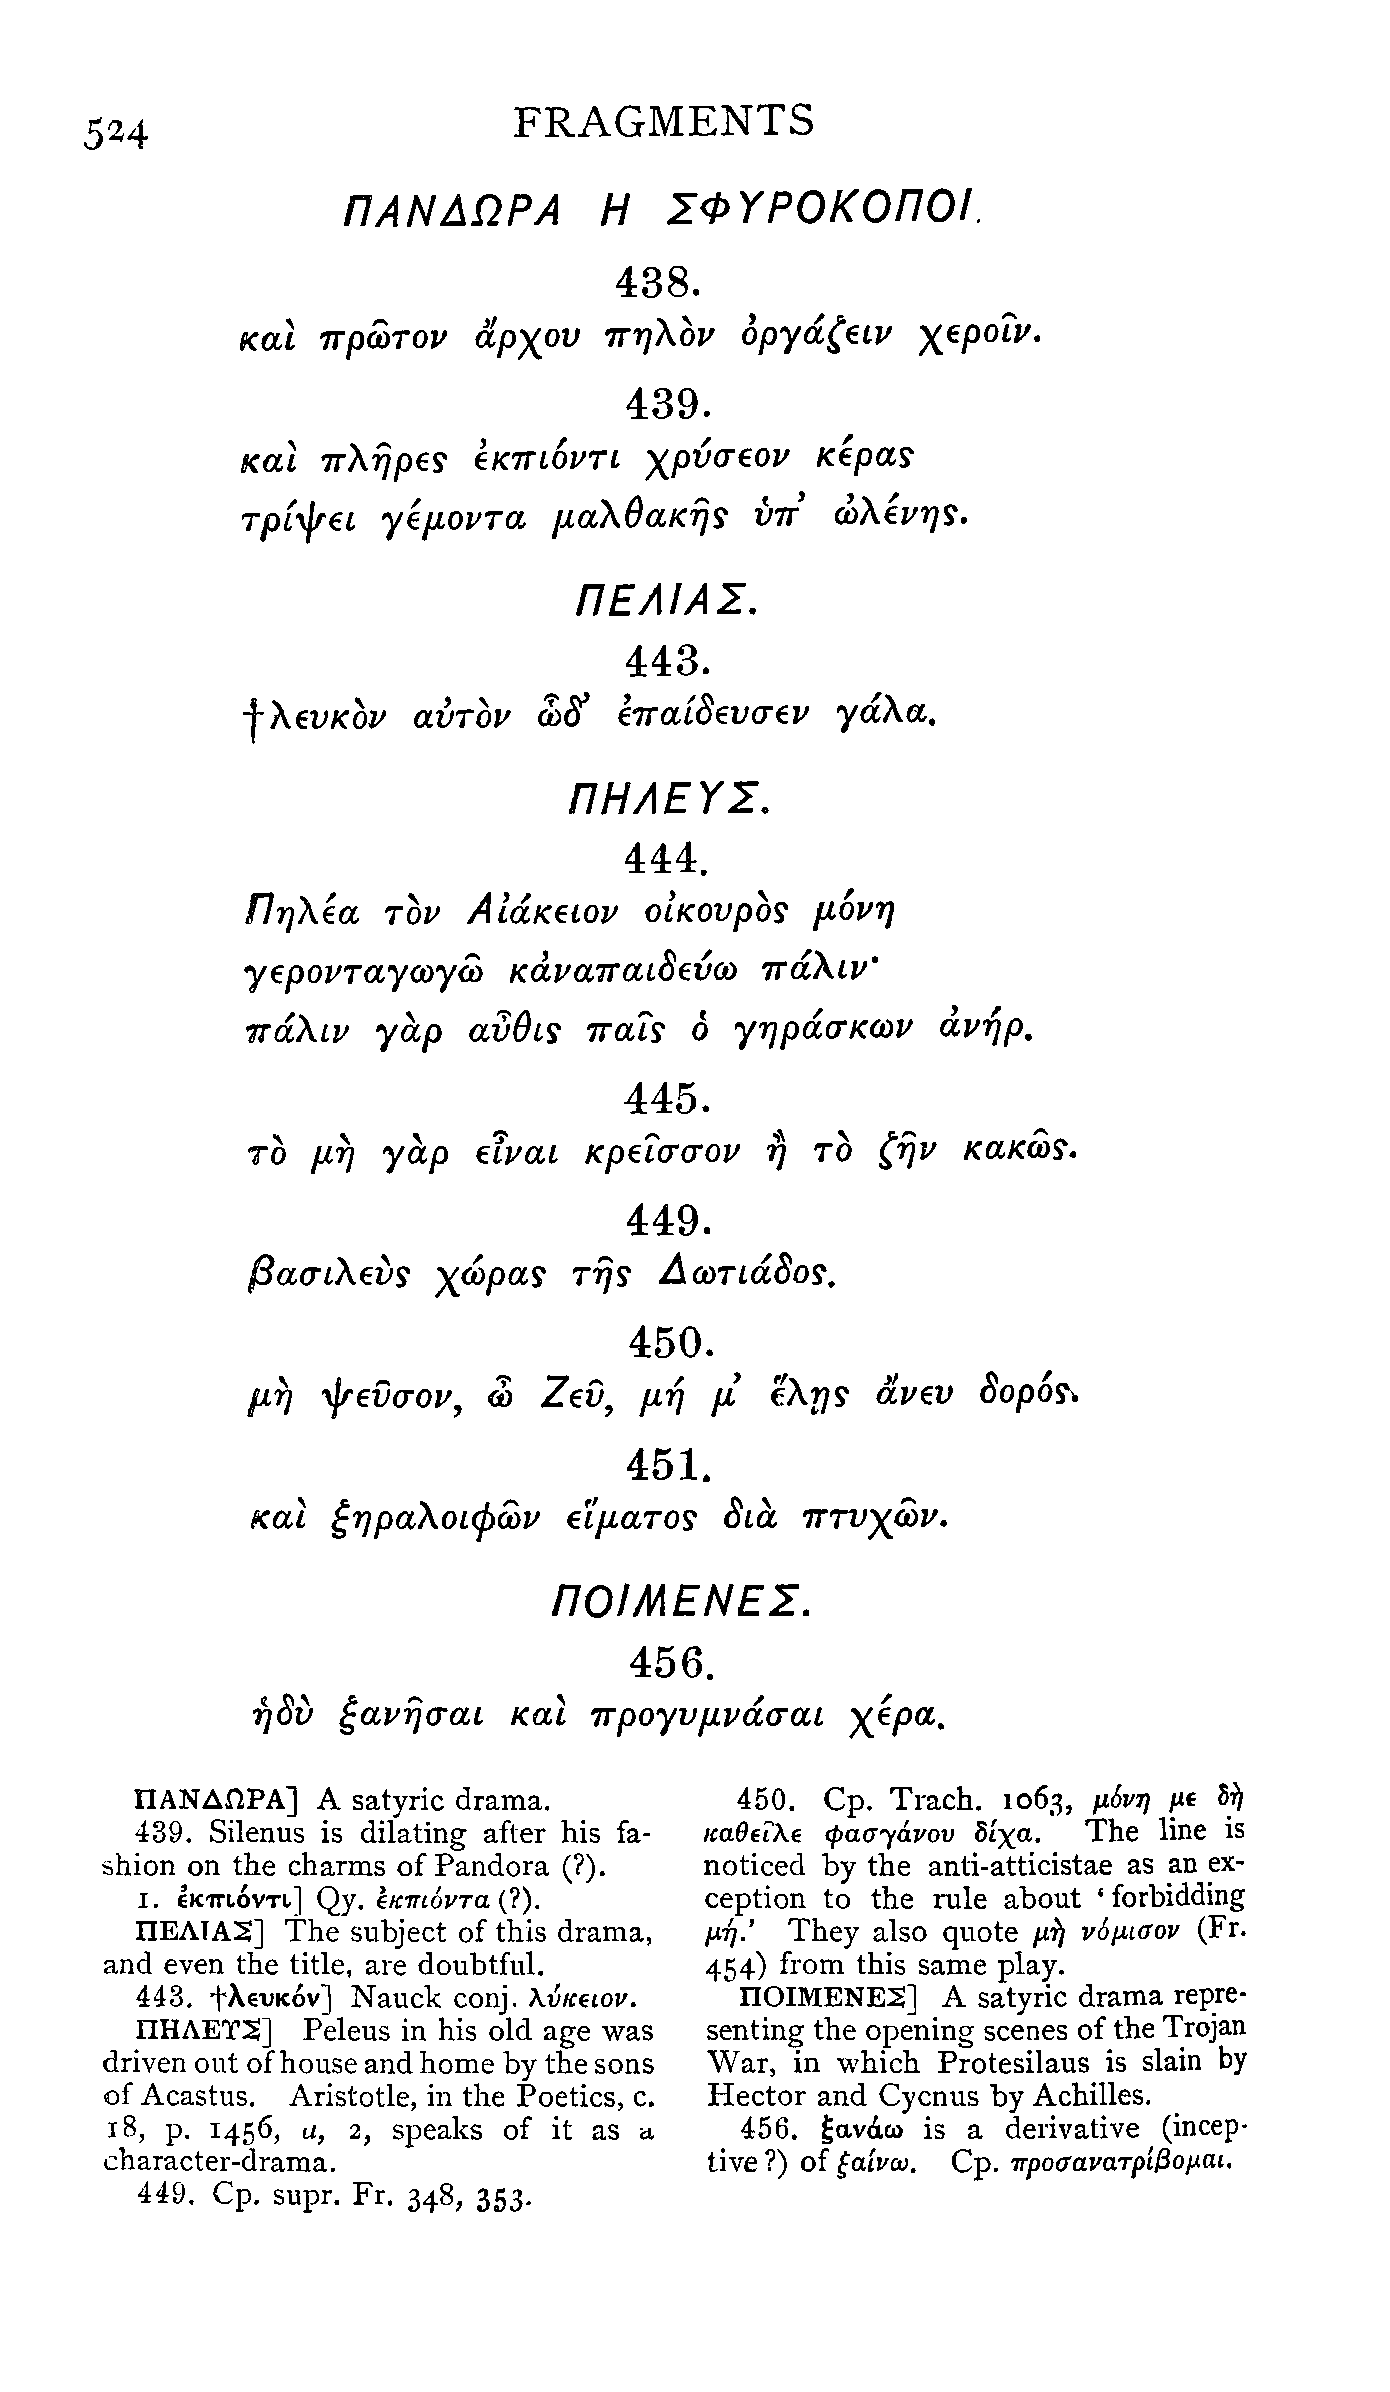 524 FRAGMENTS
ΠΑΝΔΩΡΑ Η ΣΦΥΡΟΚΟΠΟΙ.
438.
καὶ πρῶτον ἄρχου πηλὸν ὀργάζειν χεροῖν.
439.
καὶ πλῆρες ἐκπιόντι χρύσεον κέρας
τρίψει γέμοντα μαλθακῆς ὑπ’ ὠλένης.
ΠΕΛΙΑΣ.
443.
†λευκὸν αὐτὸν ὧδ’ ἐπαίδευσεν γάλα.
ΠΗΛΕΥΣ.
444.
Πηλέα τὸν Αἰάκειον οἰκουρὸς μόνη
γερονταγωγῶ κἀναπαιδεύω πάλιν·
πάλιν γὰρ αὖθις παῖς ὁ γηράσκων ἀνήρ.
445.
τὸ μὴ γὰρ εἶναι κρεῖσσον ἢ τὸ ζῆν κακῶς.
449.
βασιλεὺς χώρας τῆς Δωτιάδος.
450.
μὴ ψεῦσον, ὦ Ζεῦ, μή μ’ ἕλῃς ἄνευ δορός.
451.
καὶ ξηραλοιφῶν εἵματος διὰ πτυχῶν.
ΠΟΙΜΕΝΕΣ.
456.
ἡδὺ ξανῆσαι καὶ προγυμνάσαι χέρα.
ΠΑΝΔΩΡΑ] A satyric drama.
439. Silenus is dilating after his fa-
shion on the charms of Pandora (?).
1. ἐκπιόντι] Qy. ἐκπιόντα (?).
ΠΕΛΙΑΣ] The subject of this drama,
and even the title, are doubtful.
443. †λευκόν] Nauck conj. λύκειον.
ΠΗΛΕΥΣ] Peleus in his old age was
driven out of house and home by the sons
of Acastus. Aristotle, in the Poetics, c.
18, p. 1456, a, 2, speaks of it as a
character-drama.
449. Cp. supr. Fr. 348, 353.
450. Cp. Trach. 1063, μόνη με δὴ
καθεῖλε φασγάνου δίχα. The line is
noticed by the anti-atticistae as an ex-
ception to the rule about ‘forbidding
μή.’ They also quote μὴ νόμισον (Fr.
454) from this same play.
ΠΟΙΜΕΝΕΣ] A satyric drama repre-
senting the opening scenes of the Trojan
War, in which Protesilaus is slain by
Hector and Cycnus by Achilles.
456. ξανάω is a derivative (incep-
tive?) of ξαίνω. Cp. προσανατρίβομαι.